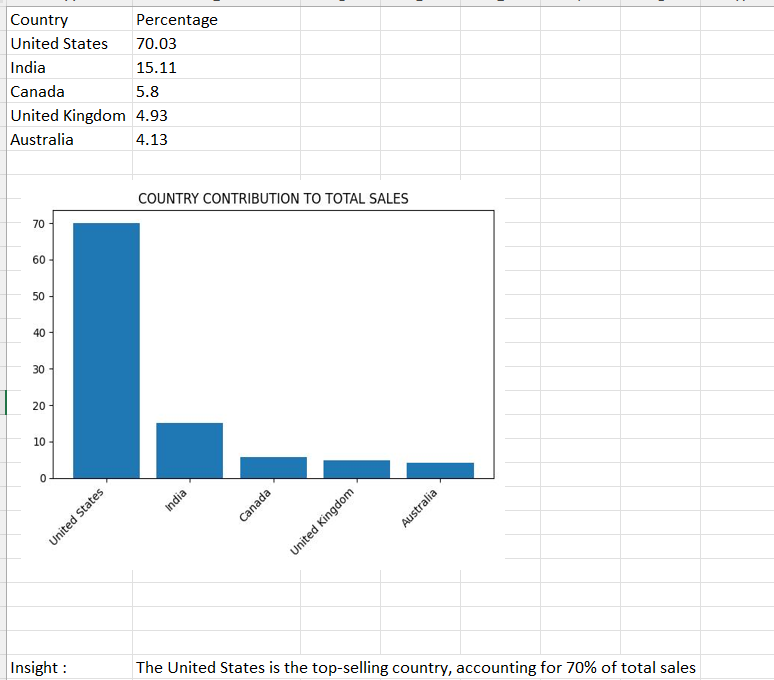 Country Percentage
United States 70.03
India 15.11
Canada 5.8
United Kingdom 4.93
Australia 4.13
COUNTRY CONTRIBUTION TO TOTAL SALES
70
60
50
40
30
20
10
0
United States India Canada United Kingdom Australia
Insight : The United States is the top-selling country, accounting for 70% of total sales